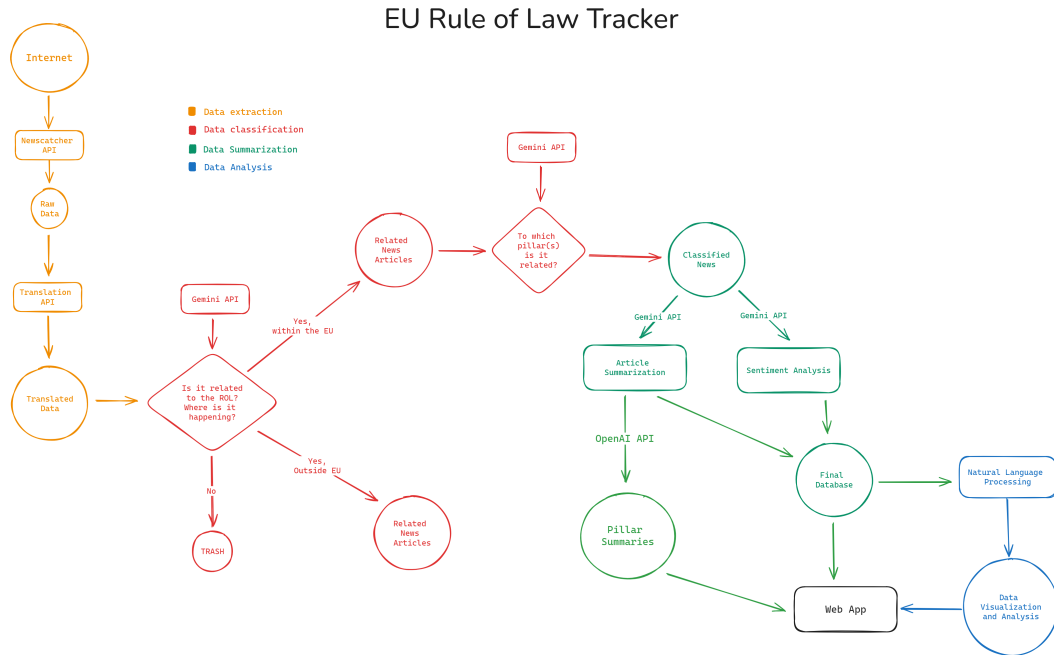 EU Rule of Law Tracker
Internet
Newscatcher
API
Raw
Data
Translation
API
Translated
Data
Data extraction
Data classification
Data Summarization
Data Analysis
Gemini API
Is it related
to the ROL?
Where is it
happening?
Yes,
within the EU
Yes,
Outside EU
No
TRASH
Related
News
Articles
Related
News
Articles
Gemini API
To which
pillar(s)
is it
related?
Classified
News
Gemini API
Gemini API
Article
Summarization
Sentiment Analysis
OpenAI API
Pillar
Summaries
Final
Database
Natural Language
Processing
Data
Visualization
and Analysis
Web App